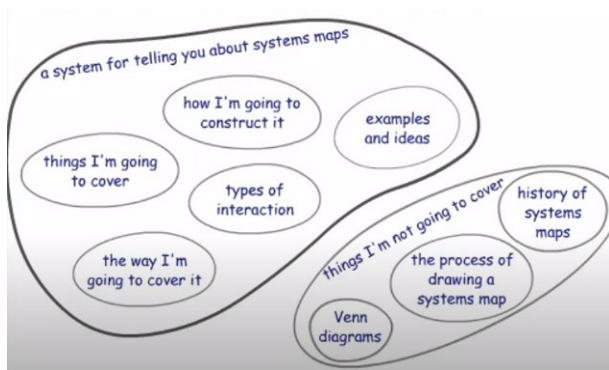 a system for telling you about systems maps
how I'm going to
construct it
examples
and ideas
things I'm going
to cover
types of
interaction
the way I'm
going to cover it
things I'm not going to cover
history of
systems
maps
the process of
drawing a
systems map
Venn
diagrams